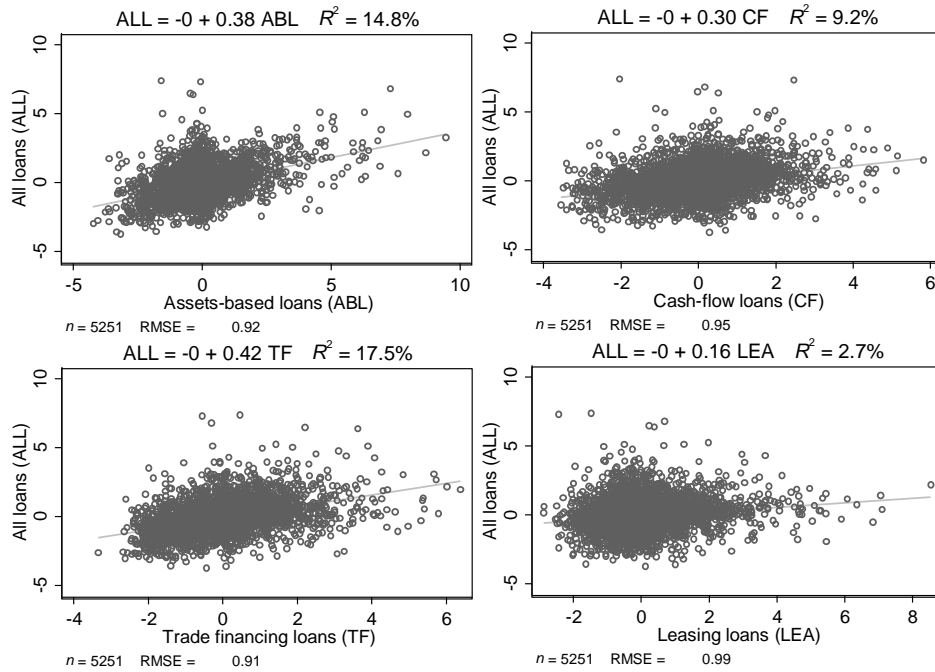 ALL = -0 + 0.38 ABL R² = 14.8%
10
5
0
-5
All loans (ALL)
-5 0 5 10
Assets-based loans (ABL)
n = 5251 RMSE = 0.92
ALL = -0 + 0.30 CF R² = 9.2%
10
5
0
-5
All loans (ALL)
-4 -2 0 2 4 6
Cash-flow loans (CF)
n = 5251 RMSE = 0.95
ALL = -0 + 0.42 TF R² = 17.5%
10
5
0
-5
All loans (ALL)
-4 -2 0 2 4 6
Trade financing loans (TF)
n = 5251 RMSE = 0.91
ALL = -0 + 0.16 LEA R² = 2.7%
10
5
0
-5
All loans (ALL)
-2 0 2 4 6 8
Leasing loans (LEA)
n = 5251 RMSE = 0.99